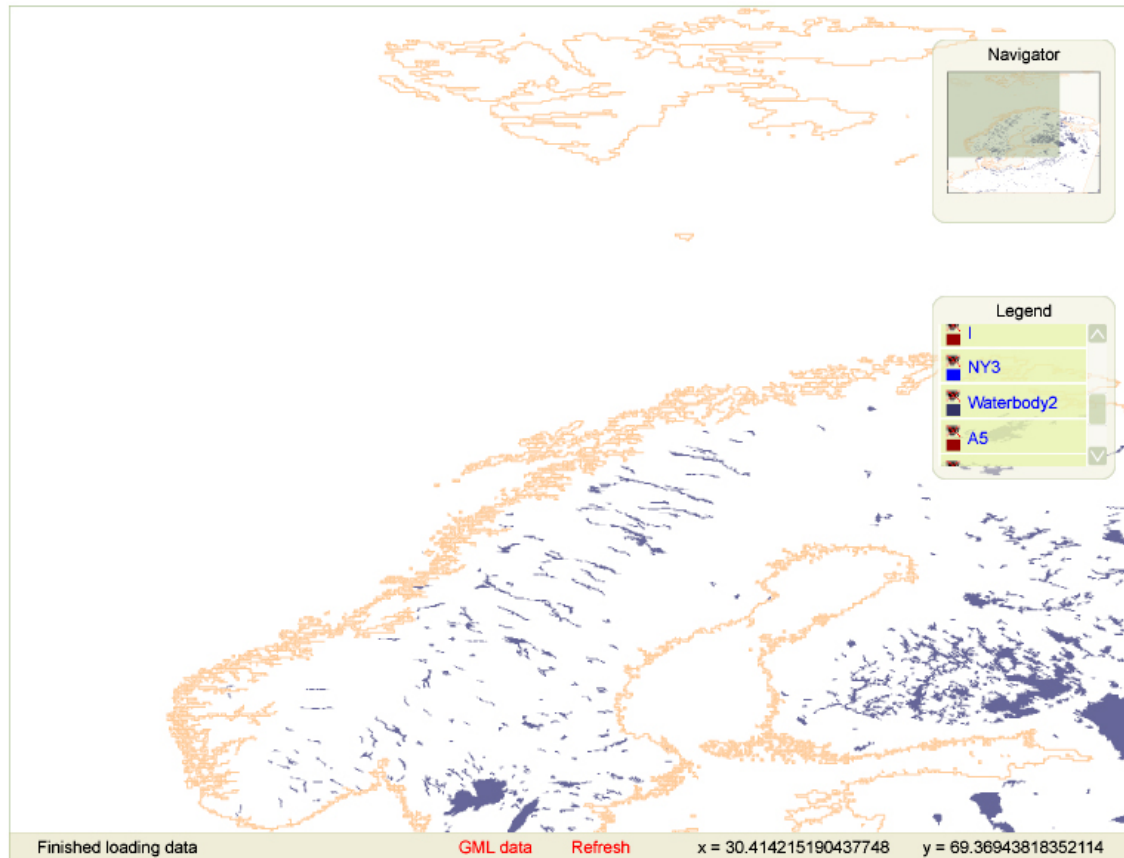 Navigator
Legend
I
NY3
Waterbody2
A5
Finished loading data GML data Refresh x = 30.414215190437748 y = 69.36943818352114